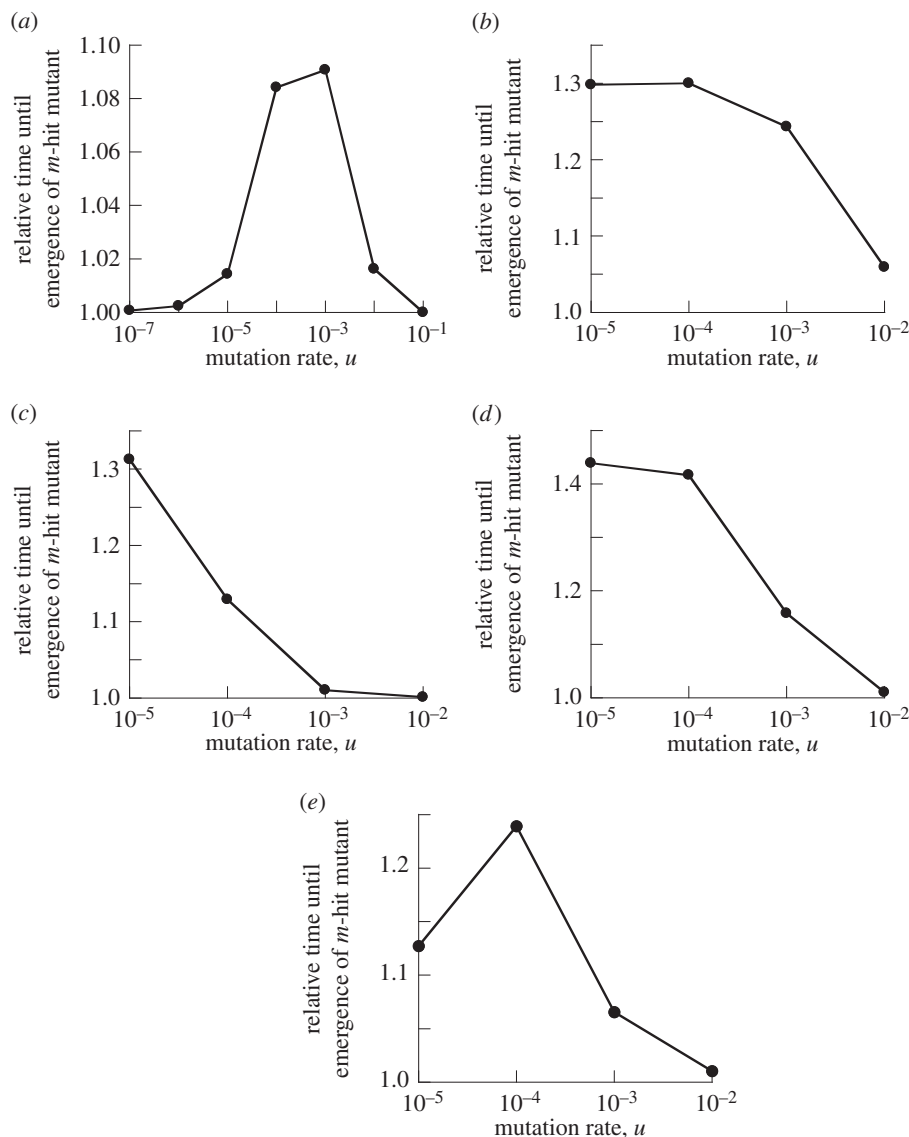 (a)
relative time until
emergence of m-hit mutant
1.10
1.08
1.06
1.04
1.02
1.00
10⁻⁷
10⁻⁵
10⁻³
10⁻¹
mutation rate, u
(b)
relative time until
emergence of m-hit mutant
1.3
1.2
1.1
1.0
10⁻⁵
10⁻⁴
10⁻³
10⁻²
mutation rate, u
(c)
relative time until
emergence of m-hit mutant
1.3
1.2
1.1
1.0
10⁻⁵
10⁻⁴
10⁻³
10⁻²
mutation rate, u
(d)
relative time until
emergence of m-hit mutant
1.4
1.2
1.0
10⁻⁵
10⁻⁴
10⁻³
10⁻²
mutation rate, u
(e)
relative time until
emergence of m-hit mutant
1.2
1.1
1.0
10⁻⁵
10⁻⁴
10⁻³
10⁻²
mutation rate, u